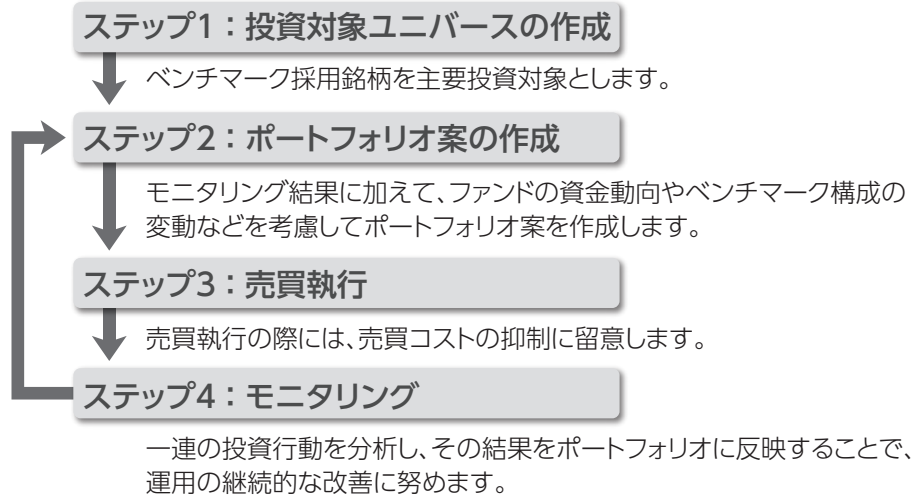 ステップ1：投資対象ユニバースの作成
ベンチマーク採用銘柄を主要投資対象とします。
ステップ2：ポートフォリオ案の作成
モニタリング結果に加えて、ファンドの資金動向やベンチマーク構成の
変動などを考慮してポートフォリオ案を作成します。
ステップ3：売買執行
売買執行の際には、売買コストの抑制に留意します。
ステップ4：モニタリング
一連の投資行動を分析し、その結果をポートフォリオに反映することで、
運用の継続的な改善に努めます。